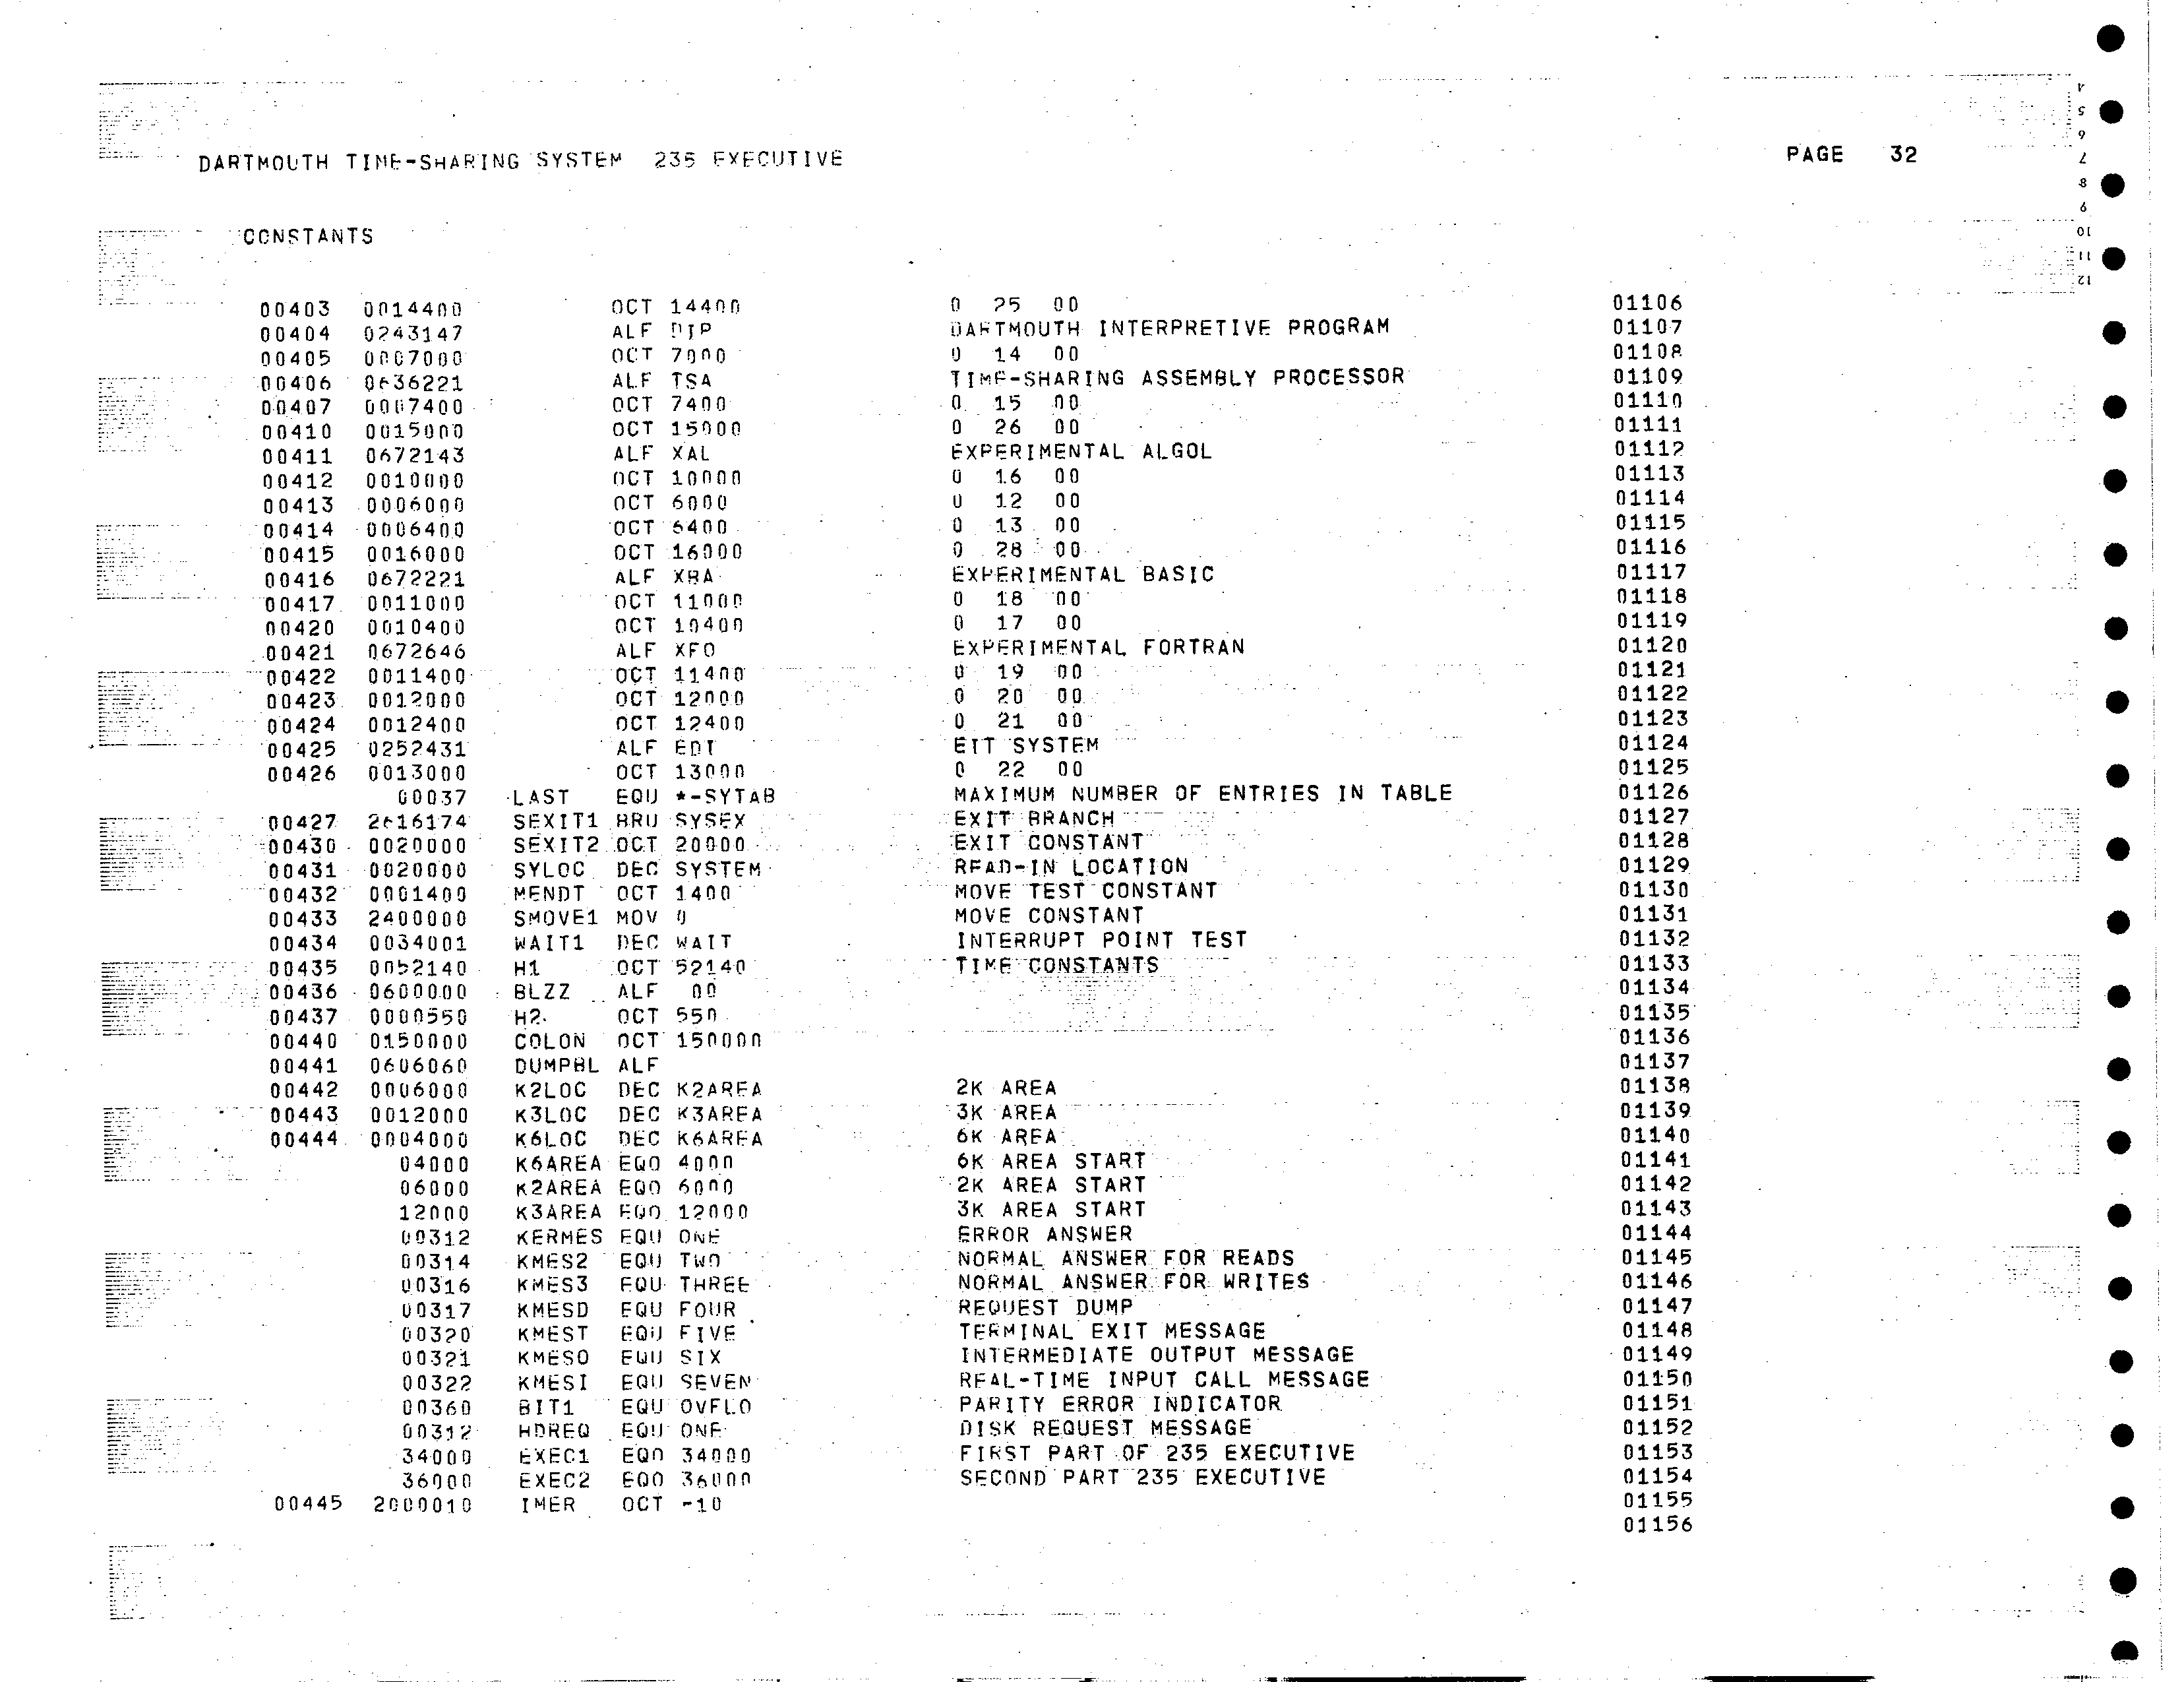 DARTMOUTH TIME-SHARING SYSTEM 235 EXECUTIVE PAGE 32
CONSTANTS
00403 0014400 OCT 14400 0 25 00 01106
00404 0243147 ALF DIP DARTMOUTH INTERPRETIVE PROGRAM 01107
00405 0007000 OCT 7000 0 14 00 01108
00406 0636221 ALF TSA TIME-SHARING ASSEMBLY PROCESSOR 01109
00407 0007400 OCT 7400 0 15 00 01110
00410 0015000 OCT 15000 0 26 00 01111
00411 0672143 ALF XAL EXPERIMENTAL ALGOL 01112
00412 0010000 OCT 10000 0 16 00 01113
00413 0006000 OCT 6000 0 12 00 01114
00414 0006400 OCT 6400 0 13 00 01115
00415 0016000 OCT 16000 0 28 00 01116
00416 0672221 ALF XBA EXPERIMENTAL BASIC 01117
00417 0011000 OCT 11000 0 18 00 01118
00420 0010400 OCT 10400 0 17 00 01119
00421 0672646 ALF XFO EXPERIMENTAL FORTRAN 01120
00422 0011400 OCT 11400 0 19 00 01121
00423 0012000 OCT 12000 0 20 00 01122
00424 0012400 OCT 12400 0 21 00 01123
00425 0252431 ALF EDI EIT SYSTEM 01124
00426 0013000 OCT 13000 0 22 00 01125
00037 LAST EQU *-SYTAB MAXIMUM NUMBER OF ENTRIES IN TABLE 01126
00427 2616174 SEXIT1 BRU SYSEX EXIT BRANCH 01127
00430 0020000 SEXIT2 OCT 20000 EXIT CONSTANT 01128
00431 0020000 SYLOC DEC SYSTEM READ-IN LOCATION 01129
00432 0001400 MENDT OCT 1400 MOVE TEST CONSTANT 01130
00433 2400000 SMOVE1 MOV 0 MOVE CONSTANT 01131
00434 0034001 WAIT1 DEC WAIT INTERRUPT POINT TEST 01132
00435 0052140 H1 OCT 52140 TIME CONSTANTS 01133
00436 0600000 BLZZ ALF 00 01134
00437 0000550 H2 OCT 550 01135
00440 0150000 COLON OCT 150000 01136
00441 0606060 DUMPBL ALF 01137
00442 0006000 K2LOC DEC K2AREA 2K AREA 01138
00443 0012000 K3LOC DEC K3AREA 3K AREA 01139
00444 0004000 K6LOC DEC K6AREA 6K AREA 01140
04000 K6AREA EQO 4000 6K AREA START 01141
06000 K2AREA EQO 6000 2K AREA START 01142
12000 K3AREA EQO 12000 3K AREA START 01143
00312 KERMES EQU ONE ERROR ANSWER 01144
00314 KMES2 EQU TWO NORMAL ANSWER FOR READS 01145
00316 KMES3 EQU THREE NORMAL ANSWER FOR WRITES 01146
00317 KMESD EQU FOUR REQUEST DUMP 01147
00320 KMEST EQU FIVE TERMINAL EXIT MESSAGE 01148
00321 KMESO EQU SIX INTERMEDIATE OUTPUT MESSAGE 01149
00322 KMESI EQU SEVEN REAL-TIME INPUT CALL MESSAGE 01150
00360 BIT1 EQU OVFLO PARITY ERROR INDICATOR 01151
00312 HDREQ EQU ONE DISK REQUEST MESSAGE 01152
34000 EXEC1 EQO 34000 FIRST PART OF 235 EXECUTIVE 01153
36000 EXEC2 EQO 36000 SECOND PART 235 EXECUTIVE 01154
00445 2000010 IMER OCT -10 01155
01156
4
5
6
7
8
9
10
11
12